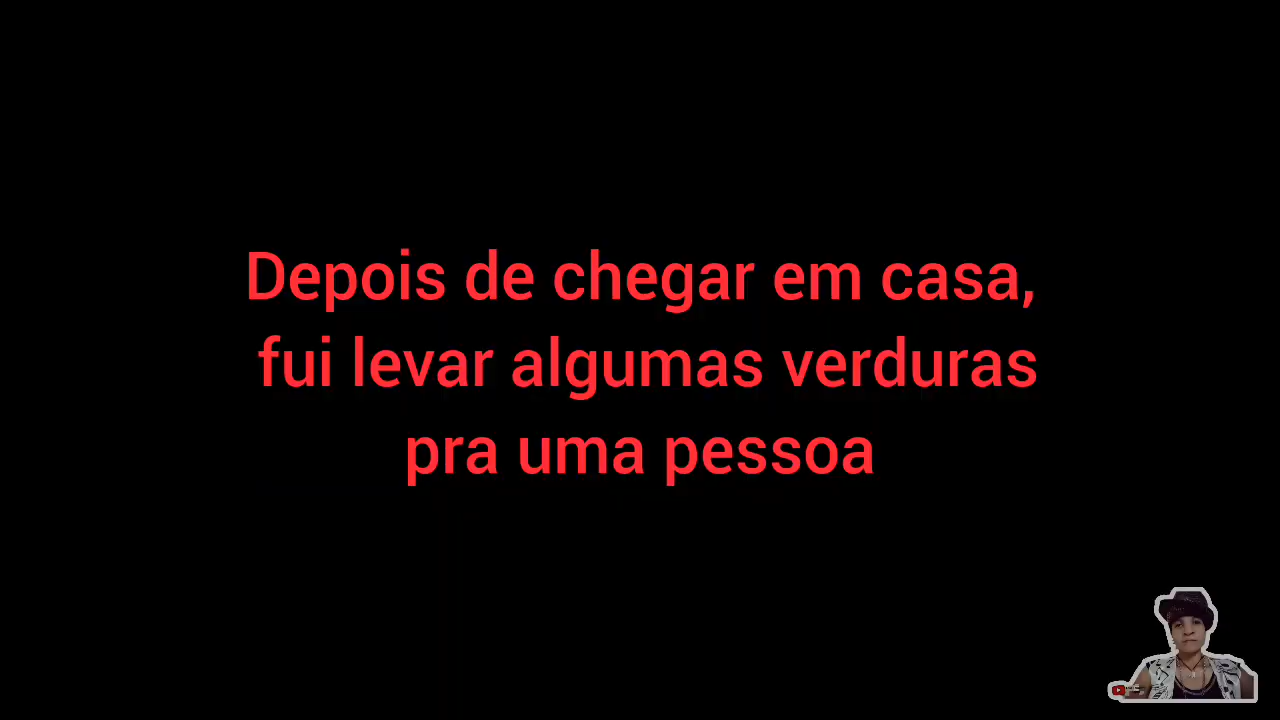 Depois de chegar em casa,
fui levar algumas verduras
pra uma pessoa